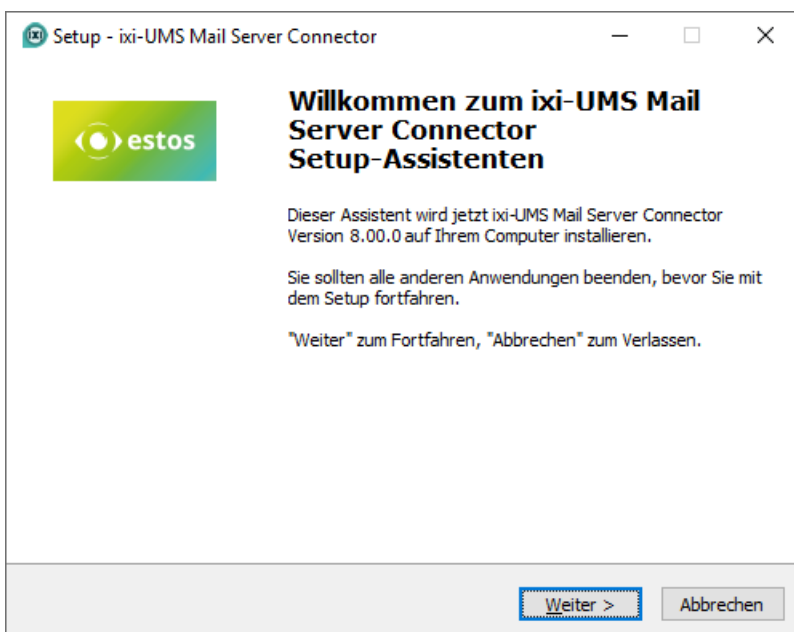 Setup - ixi-UMS Mail Server Connector
estos
Willkommen zum ixi-UMS Mail
Server Connector
Setup-Assistenten
Dieser Assistent wird jetzt ixi-UMS Mail Server Connector
Version 8.00.0 auf Ihrem Computer installieren.
Sie sollten alle anderen Anwendungen beenden, bevor Sie mit
dem Setup fortfahren.
"Weiter" zum Fortfahren, "Abbrechen" zum Verlassen.
Weiter >
Abbrechen